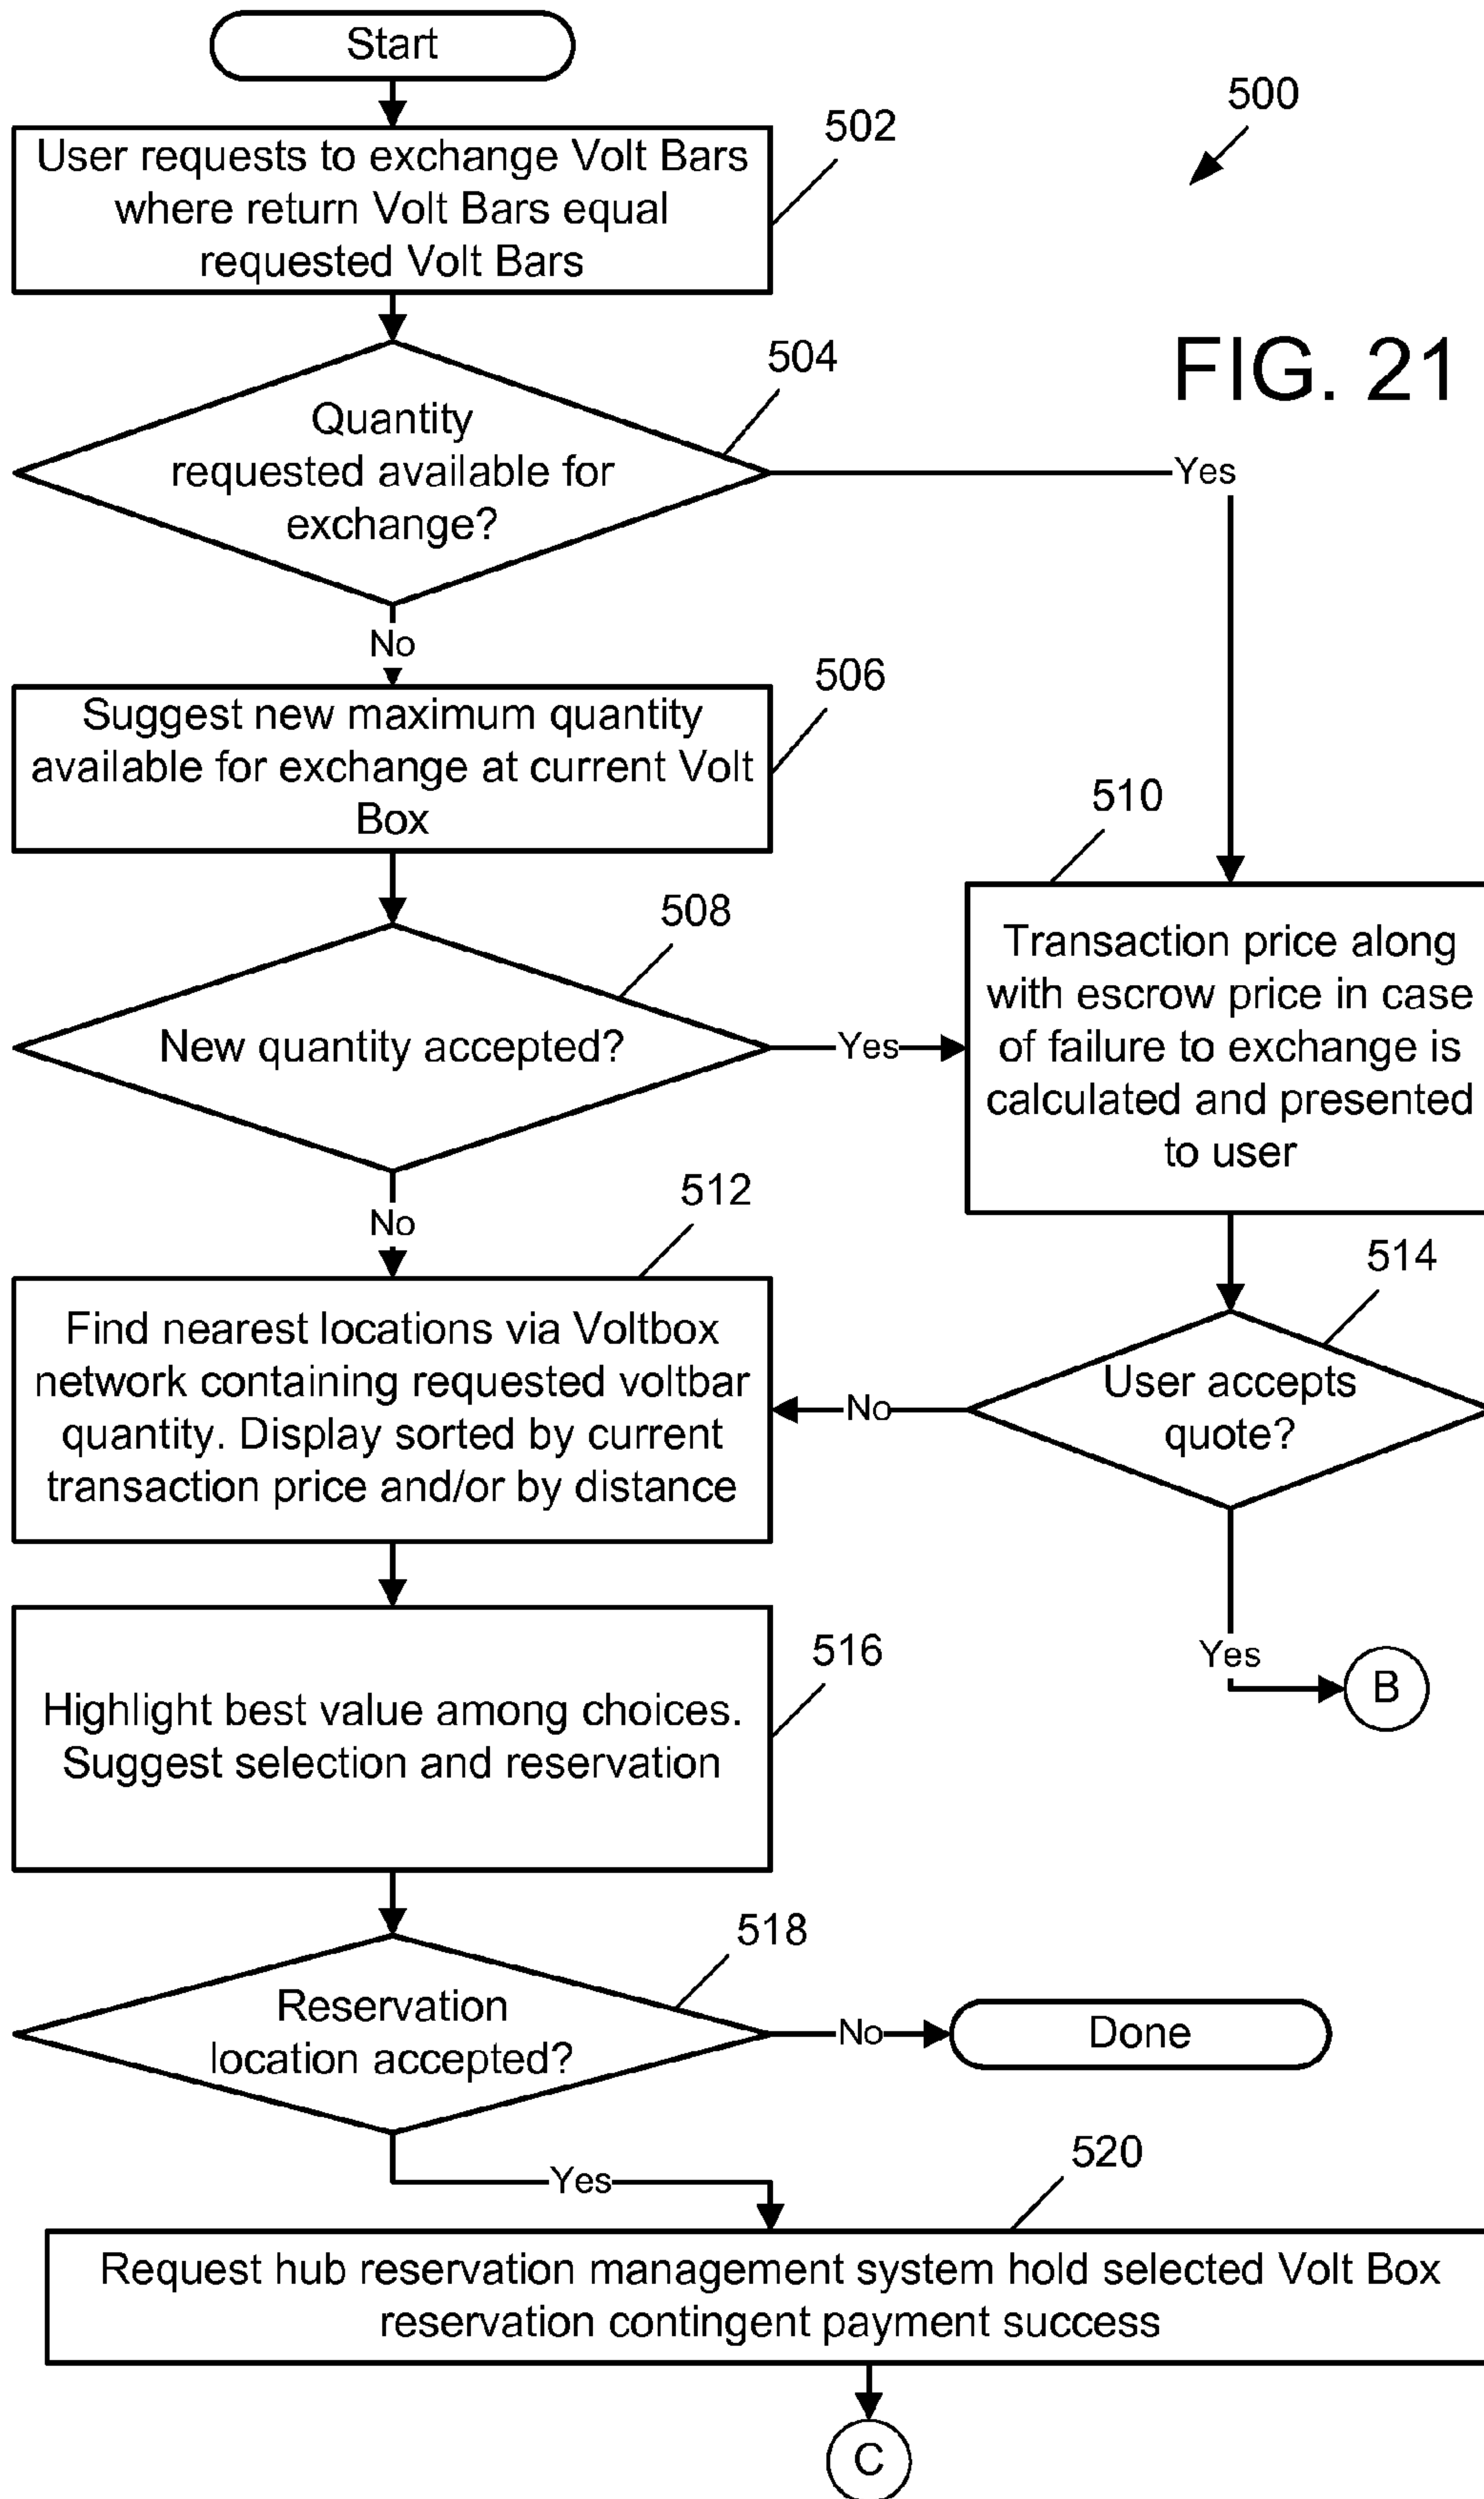 Start
500
502
User requests to exchange Volt Bars
where return Volt Bars equal
requested Volt Bars
FIG. 21
504
Quantity
requested available for
exchange?
Yes
No
506
Suggest new maximum quantity
available for exchange at current Volt
Box
510
508
Transaction price along
with escrow price in case
of failure to exchange is
calculated and presented
to user
New quantity accepted?
Yes
No
512
514
Find nearest locations via Voltbox
network containing requested voltbar
quantity. Display sorted by current
transaction price and/or by distance
No
User accepts
quote?
Yes
B
516
Highlight best value among choices.
Suggest selection and reservation
518
Reservation
location accepted?
No
Done
Yes
520
Request hub reservation management system hold selected Volt Box
reservation contingent payment success
C